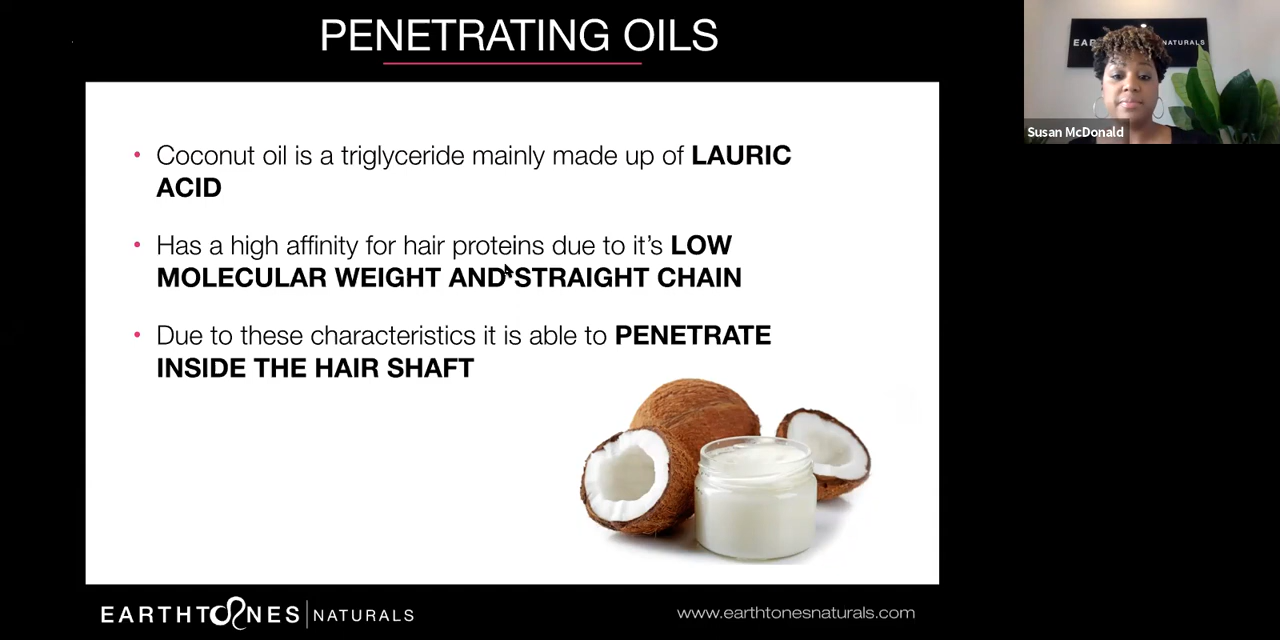 PENETRATING OILS
EARTHTONES NATURALS
Susan McDonald
• Coconut oil is a triglyceride mainly made up of LAURIC
ACID
• Has a high affinity for hair proteins due to it's LOW
MOLECULAR WEIGHT AND STRAIGHT CHAIN
• Due to these characteristics it is able to PENETRATE
INSIDE THE HAIR SHAFT
EARTHTONES | NATURALS
www.earthtonesnaturals.com